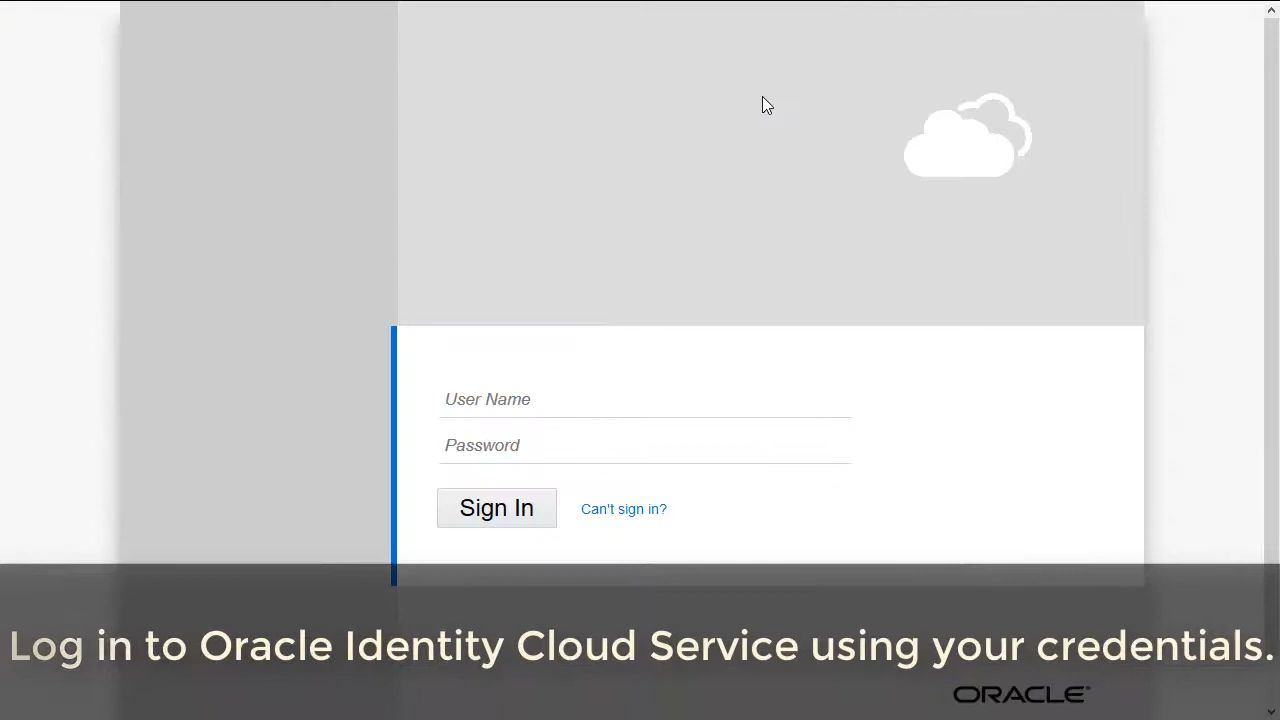 User Name
Password
Sign In
Can't sign in?
Log in to Oracle Identity Cloud Service using your credentials.
ORACLE®